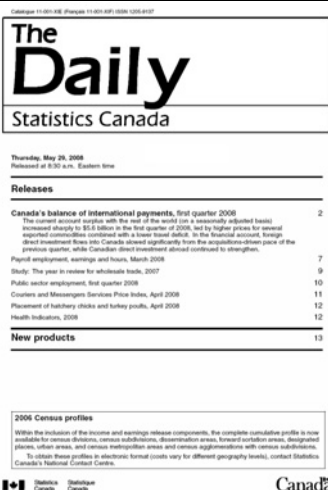 Catalogue 11-001-XIE (Français 11-001-XIF) ISSN 1205-9137
The
Daily
Statistics Canada
Thursday, May 29, 2008
Released at 8:30 a.m. Eastern time
Releases
Canada's balance of international payments, first quarter 2008 2
The current account surplus with the rest of the world (on a seasonally adjusted basis)
increased sharply to $5.6 billion in the first quarter of 2008, led by higher prices for several
exported commodities combined with a lower travel deficit. In the financial account, foreign
direct investment flows into Canada slowed significantly from the acquisitions-driven pace of the
previous quarter, while Canadian direct investment abroad continued to strengthen.
Payroll employment, earnings and hours, March 2008 7
Study: The year in review for wholesale trade, 2007 9
Public sector employment, first quarter 2008 10
Couriers and Messengers Services Price Index, April 2008 11
Placement of hatchery chicks and turkey poults, April 2008 12
Health Indicators, 2008 12
New products 13
2006 Census profiles
Within the inclusion of the income and earnings release components, the complete cumulative profile is now
available for census divisions, census subdivisions, dissemination areas, forward sortation areas, designated
places, urban areas, and census metropolitan areas and census agglomerations with census subdivisions.
To obtain these profiles in electronic format (costs vary for different geography levels), contact Statistics
Canada's National Contact Centre.
Statistics Statistique
Canada Canada
Canada